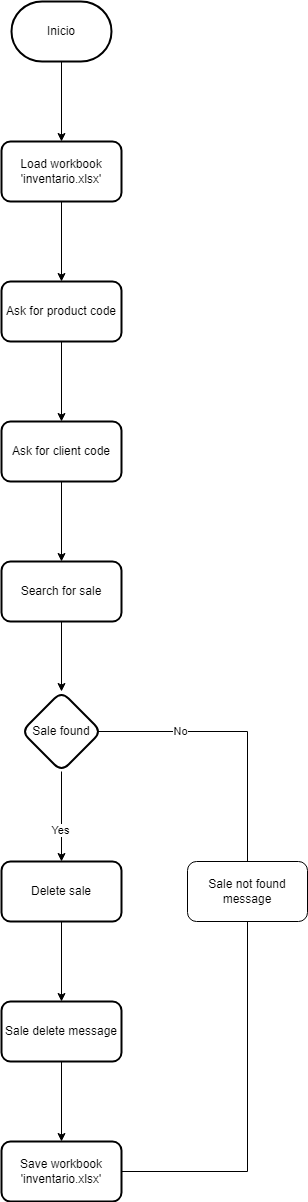 Inicio
Load workbook
'inventario.xlsx'
Ask for product code
Ask for client code
Search for sale
Sale found
No
Yes
Delete sale
Sale not found
message
Sale delete message
Save workbook
'inventario.xlsx'